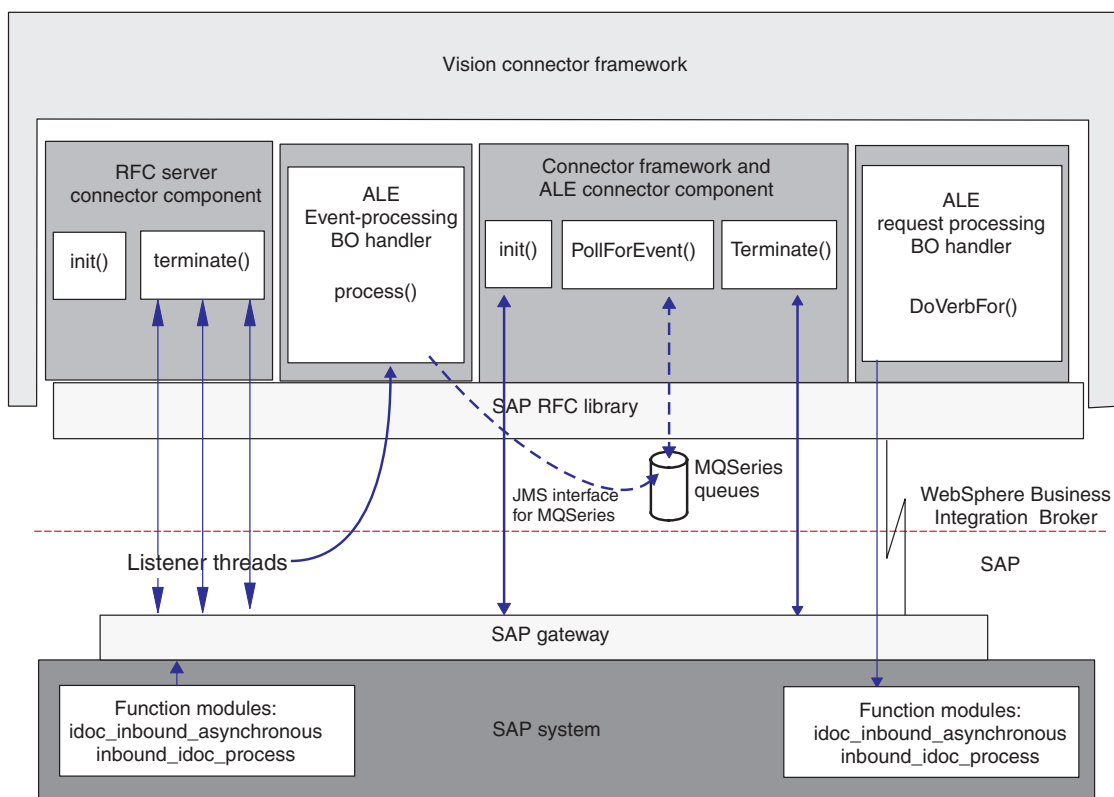 Vision connector framework
RFC server
connector component
init()
terminate()
ALE
Event-processing
BO handler
process()
Connector framework and
ALE connector component
init()
PollForEvent()
Terminate()
ALE
request processing
BO handler
DoVerbFor()
SAP RFC library
JMS interface
for MQSeries
MQSeries
queues
WebSphere Business
Integration Broker
Listener threads
SAP
SAP gateway
Function modules:
idoc_inbound_asynchronous
inbound_idoc_process
SAP system
Function modules:
idoc_inbound_asynchronous
inbound_idoc_process